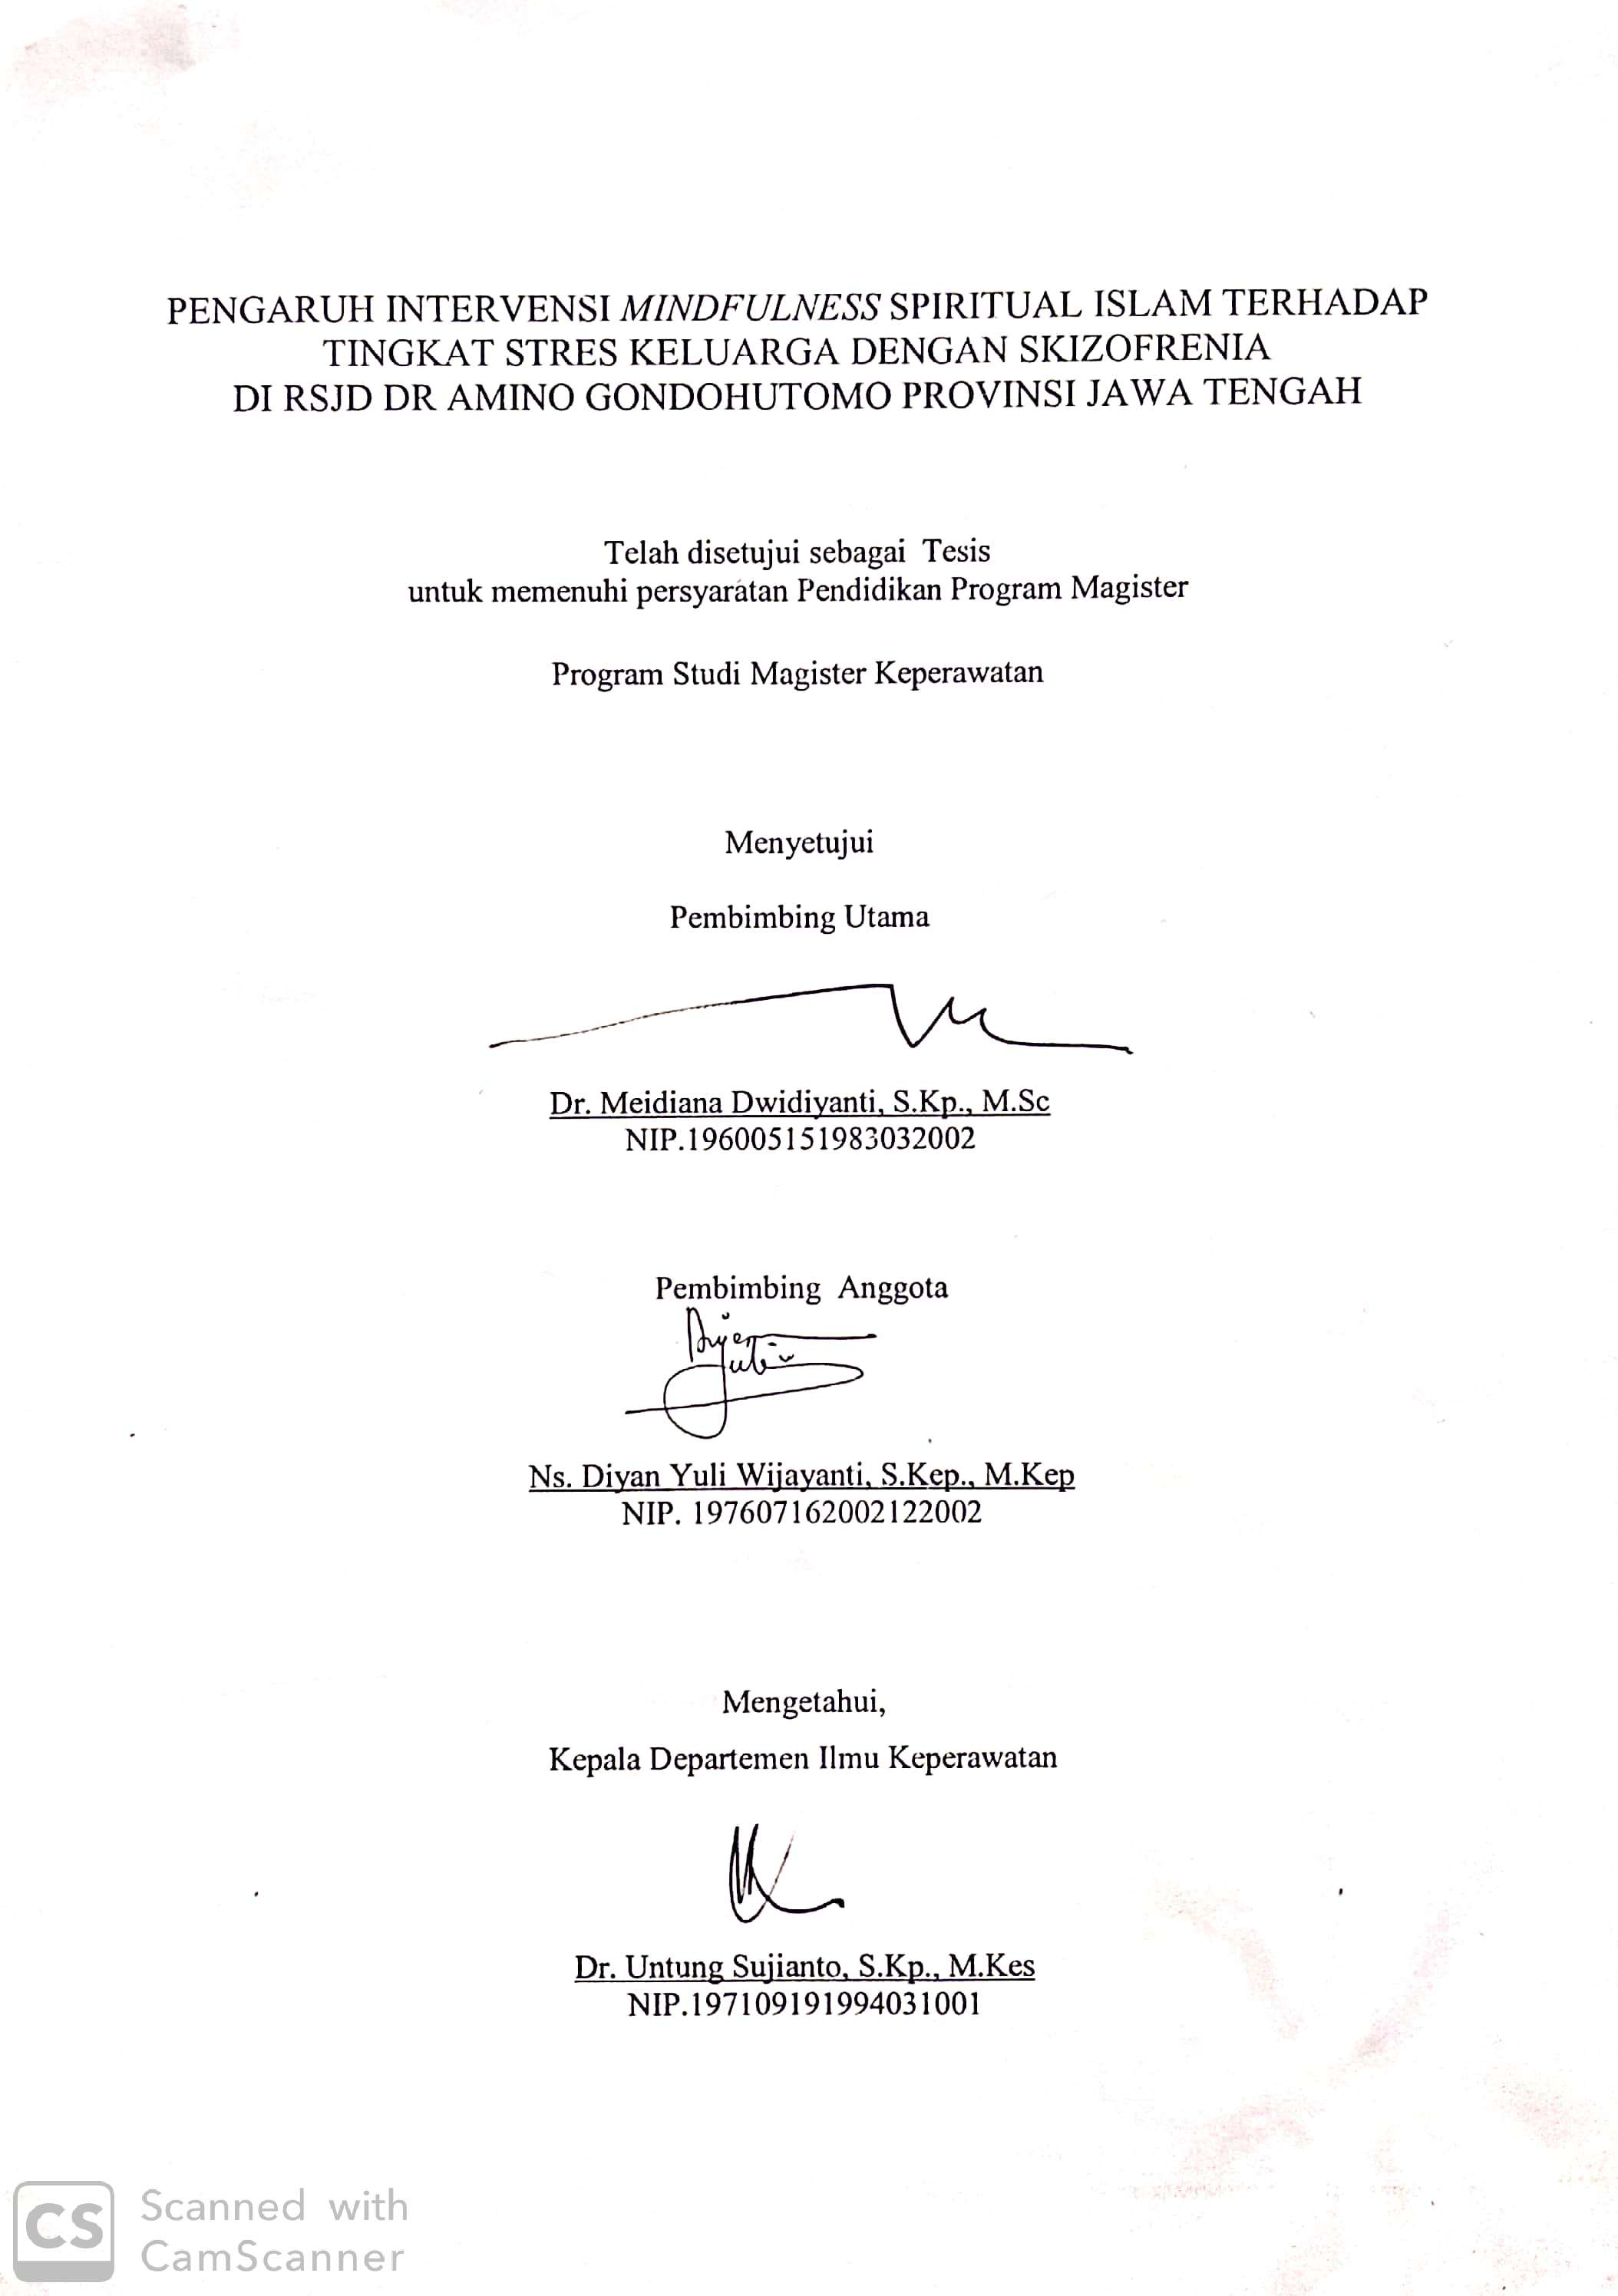 PENGARUH INTERVENSI MINDFULNESS SPIRITUAL ISLAM TERHADAP
TINGKAT STRES KELUARGA DENGAN SKIZOFRENIA
DI RSJD DR AMINO GONDOHUTOMO PROVINSI JAWA TENGAH
Telah disetujui sebagai Tesis
untuk memenuhi persyaratan Pendidikan Program Magister
Program Studi Magister Keperawatan
Menyetujui
Pembimbing Utama
Dr. Meidiana Dwidiyanti, S.Kp., M.Sc
NIP.196005151983032002
Pembimbing Anggota
Ns. Diyan Yuli Wijayanti, S.Kep., M.Kep
NIP. 197607162002122002
Mengetahui,
Kepala Departemen Ilmu Keperawatan
Dr. Untung Sujianto, S.Kp., M.Kes
NIP.197109191994031001
CS
Scanned with
CamScanner